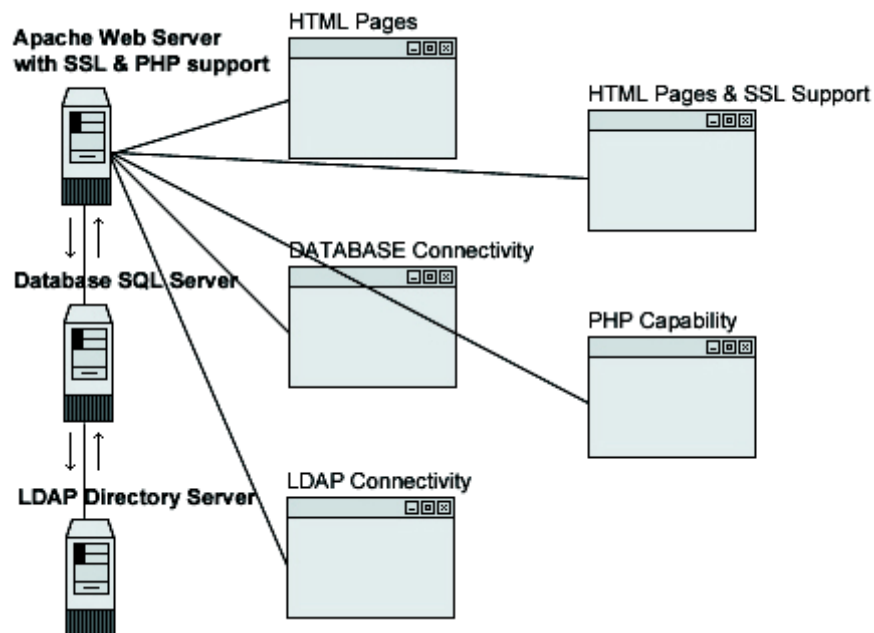 HTML Pages
Apache Web Server
with SSL & PHP support
HTML Pages & SSL Support
DATABASE Connectivity
Database SQL Server
PHP Capability
LDAP Connectivity
LDAP Directory Server